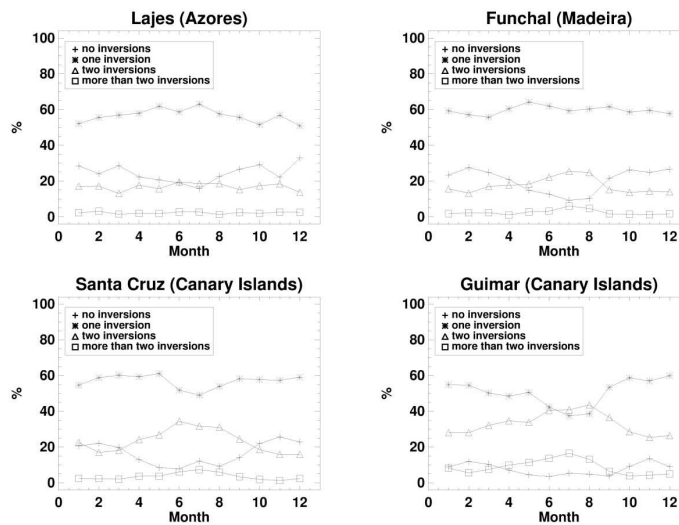 Lajes (Azores)
100
80
60
40
20
0
%
+ no inversions
* one inversion
△ two inversions
□ more than two inversions
0 2 4 6 8 10 12
Month
Funchal (Madeira)
100
80
60
40
20
0
%
+ no inversions
* one inversion
△ two inversions
□ more than two inversions
0 2 4 6 8 10 12
Month
Santa Cruz (Canary Islands)
100
80
60
40
20
0
%
+ no inversions
* one inversion
△ two inversions
□ more than two inversions
0 2 4 6 8 10 12
Month
Guimar (Canary Islands)
100
80
60
40
20
0
%
+ no inversions
* one inversion
△ two inversions
□ more than two inversions
0 2 4 6 8 10 12
Month